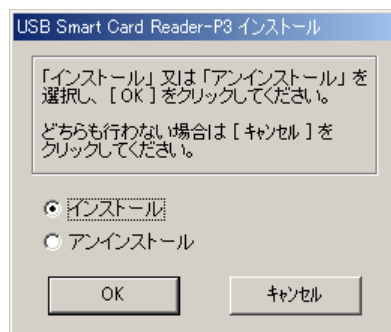 USB Smart Card Reader-P3 インストール
「インストール」又は「アンインストール」を
選択し、[ OK ]をクリックしてください。
どちらも行わない場合は [ ｷｬﾝｾﾙ ] を
クリックしてください。
インストール
アンインストール
OK
ｷｬﾝｾﾙ